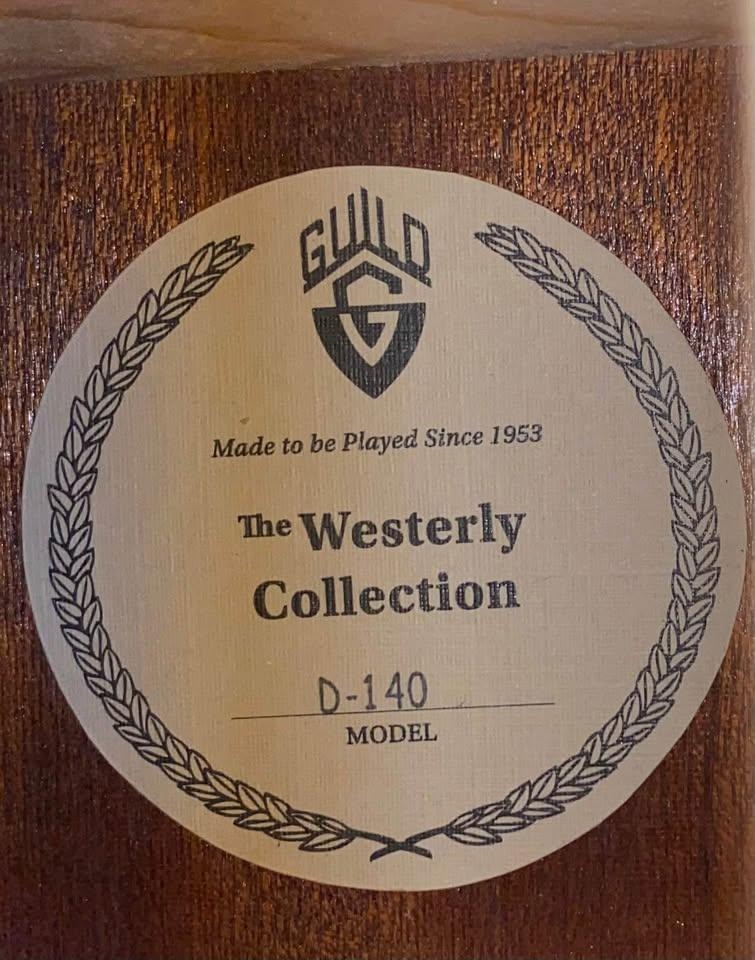 GUILD
G
Made to be Played Since 1953
The Westerly
Collection
D-140
MODEL